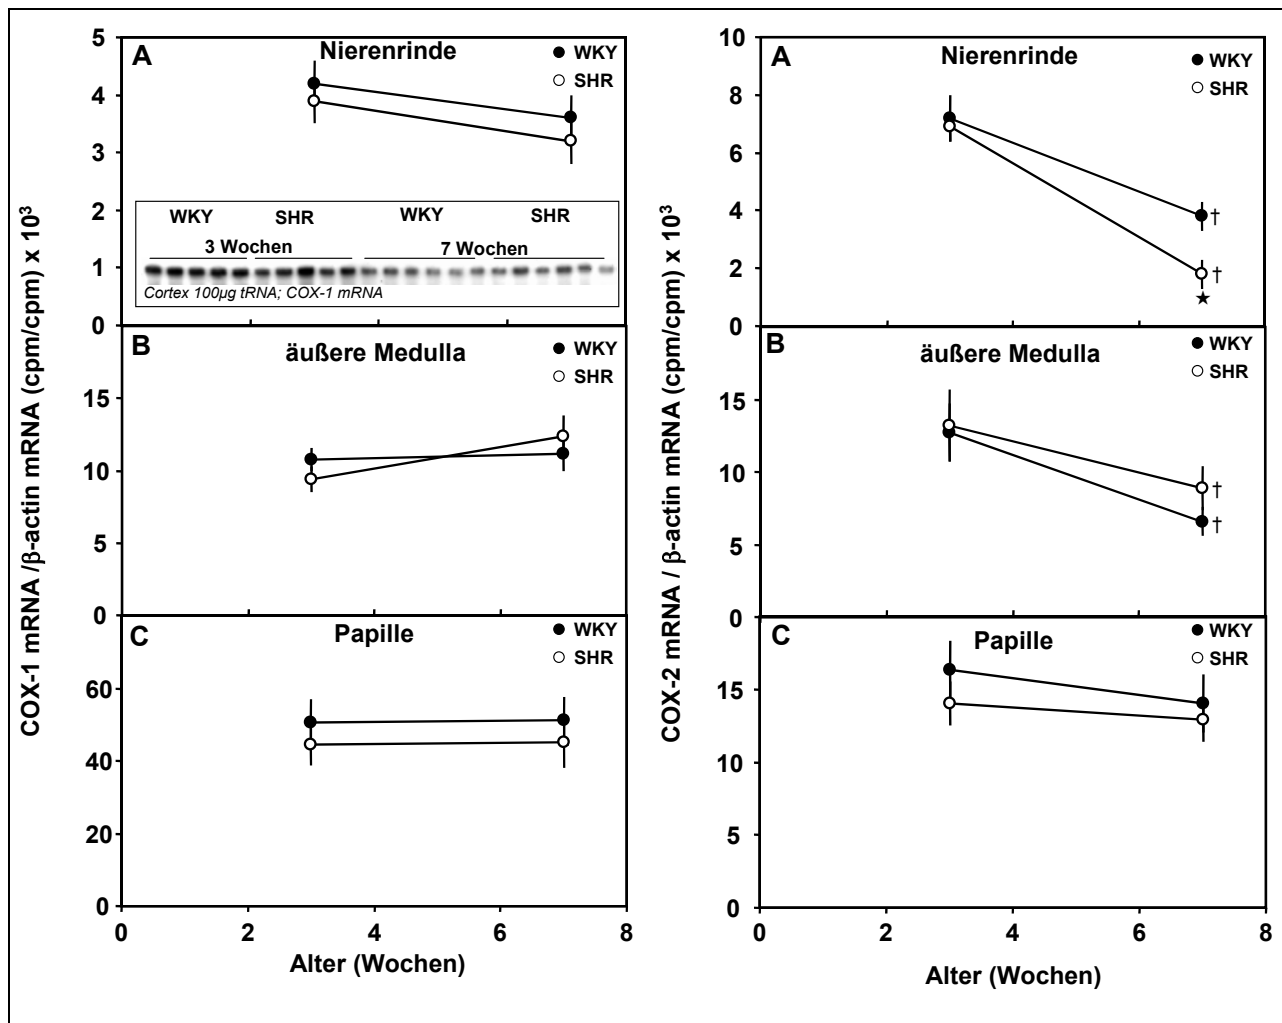 COX-1 mRNA /β-actin mRNA (cpm/cpm) x 10³
A
Nierenrinde
WKY
SHR
5
4
3
2
1
0
WKY
SHR
WKY
SHR
3 Wochen
7 Wochen
Cortex 100µg tRNA; COX-1 mRNA
B
äußere Medulla
WKY
SHR
15
10
5
0
C
Papille
WKY
SHR
60
40
20
0
0
2
4
6
8
Alter (Wochen)
COX-2 mRNA / β-actin mRNA (cpm/cpm) x 10³
A
Nierenrinde
WKY
SHR
10
8
6
4
2
0
†
†
★
B
äußere Medulla
WKY
SHR
15
10
5
0
†
†
C
Papille
WKY
SHR
15
10
5
0
0
2
4
6
8
Alter (Wochen)